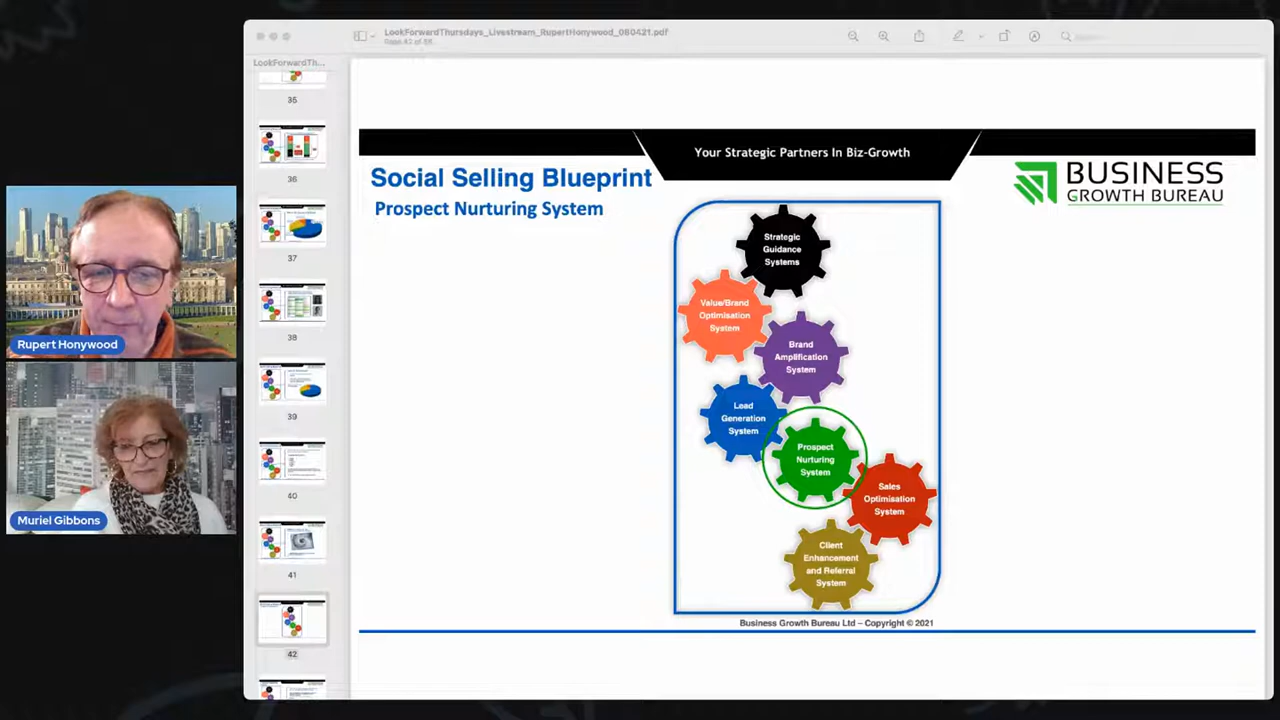 LookForwardThursdays_Livestream_RupertHonywood_080421.pdf
LookForwardTh...
35
36
37
38
39
40
41
42
Your Strategic Partners In Biz-Growth
Social Selling Blueprint
Prospect Nurturing System
BUSINESS
GROWTH BUREAU
Strategic
Guidance
Systems
Value/Brand
Optimisation
System
Brand
Amplification
System
Lead
Generation
System
Prospect
Nurturing
System
Sales
Optimisation
System
Client
Enhancement
and Referral
System
Business Growth Bureau Ltd – Copyright © 2021
Rupert Honywood
Muriel Gibbons